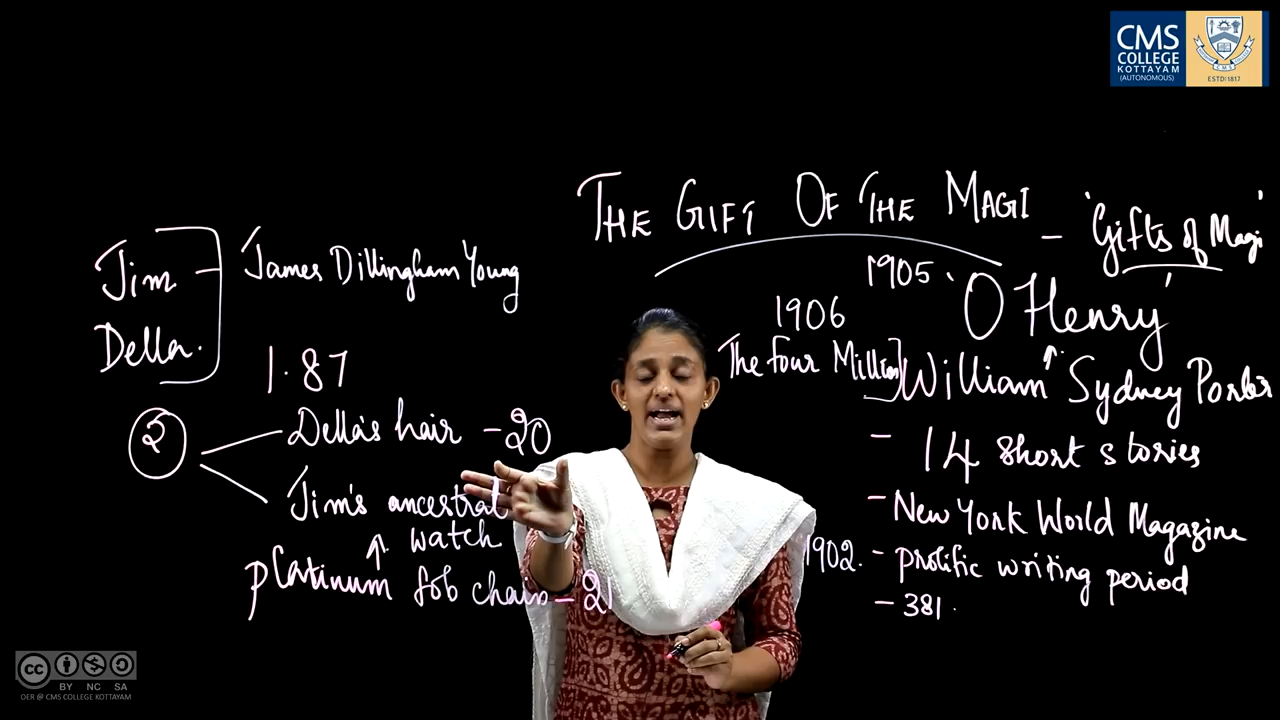 CMS
COLLEGE
KOTTAYAM
(AUTONOMOUS)
ESTD:1817
THE GIFT OF THE MAGI - 'Gifts of Magi'
1905
'O Henry'
1906
The four Million
William Sydney Porter
- 14 short stories
- New York World Magazine
1902. - prolific writing period
- 381.
Jim - James Dillingham Young
Della.
1.87
2
Della's hair - 20
Jim's ancestral
watch
platinum fob chain - 21
cc
BY NC SA
OER @ CMS COLLEGE KOTTAYAM